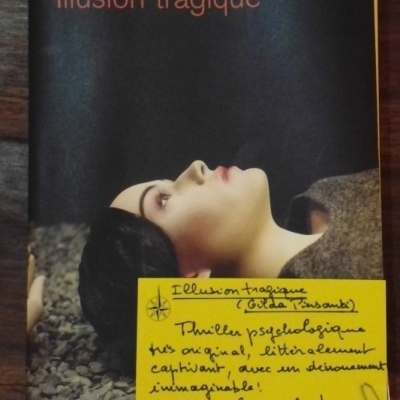 Illusion tragique
Illusion tragique
(Gilda Piersanti)
Thriller psychologique
très original, littéralement
captivant, avec un dénouement
inimaginable!